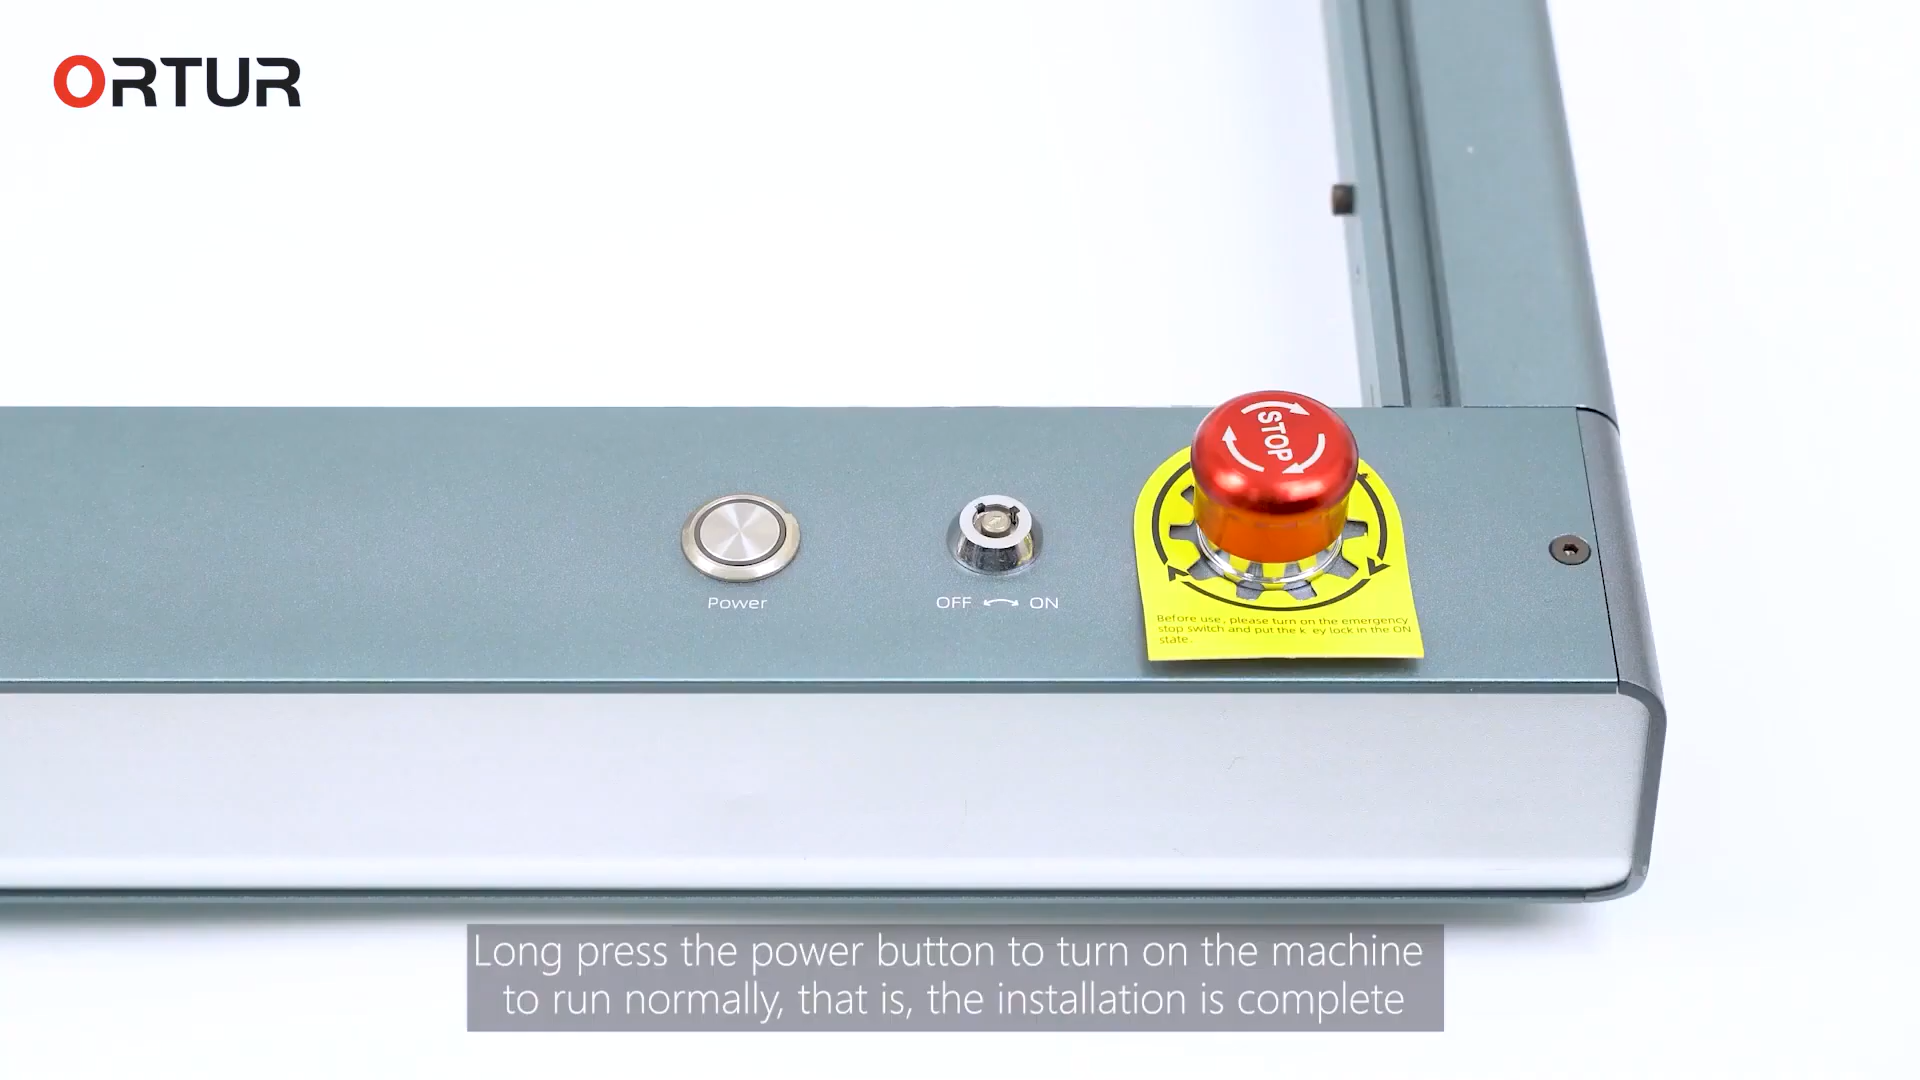 ORTUR
STOP
Power
OFF ON
Before use, please turn on the emergency
stop switch and put the k ey lock in the ON
state.
Long press the power button to turn on the machine
to run normally, that is, the installation is complete